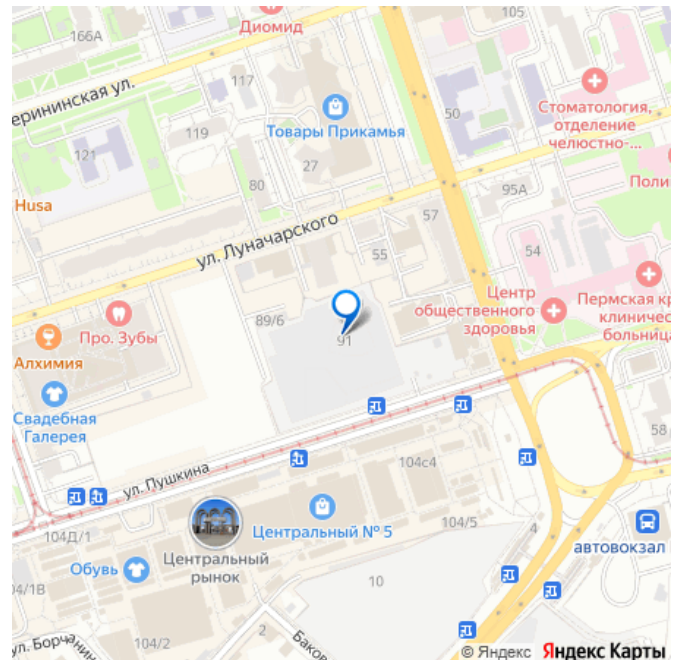 166А
Диомид
105
ерининская ул.
117
119
121
Товары Прикамья
27
50
Стоматология,
отделение
челюстно-...
Поли
80
95А
Husa
57
ул. Луначарского
55
54
Центр
общественного
здоровья
Пермская кр
клиничес
больница
89/6
91
Про. Зубы
Алхимия
Свадебная
Галерея
58
ул. Пушкина
104с4
Центральный № 5
104/5
4
автовокзал
104Д/1
Центральный
рынок
Обувь
04/1В
10
2
104/2
ул. Борчанин
Баков
© Яндекс Яндекс Карты